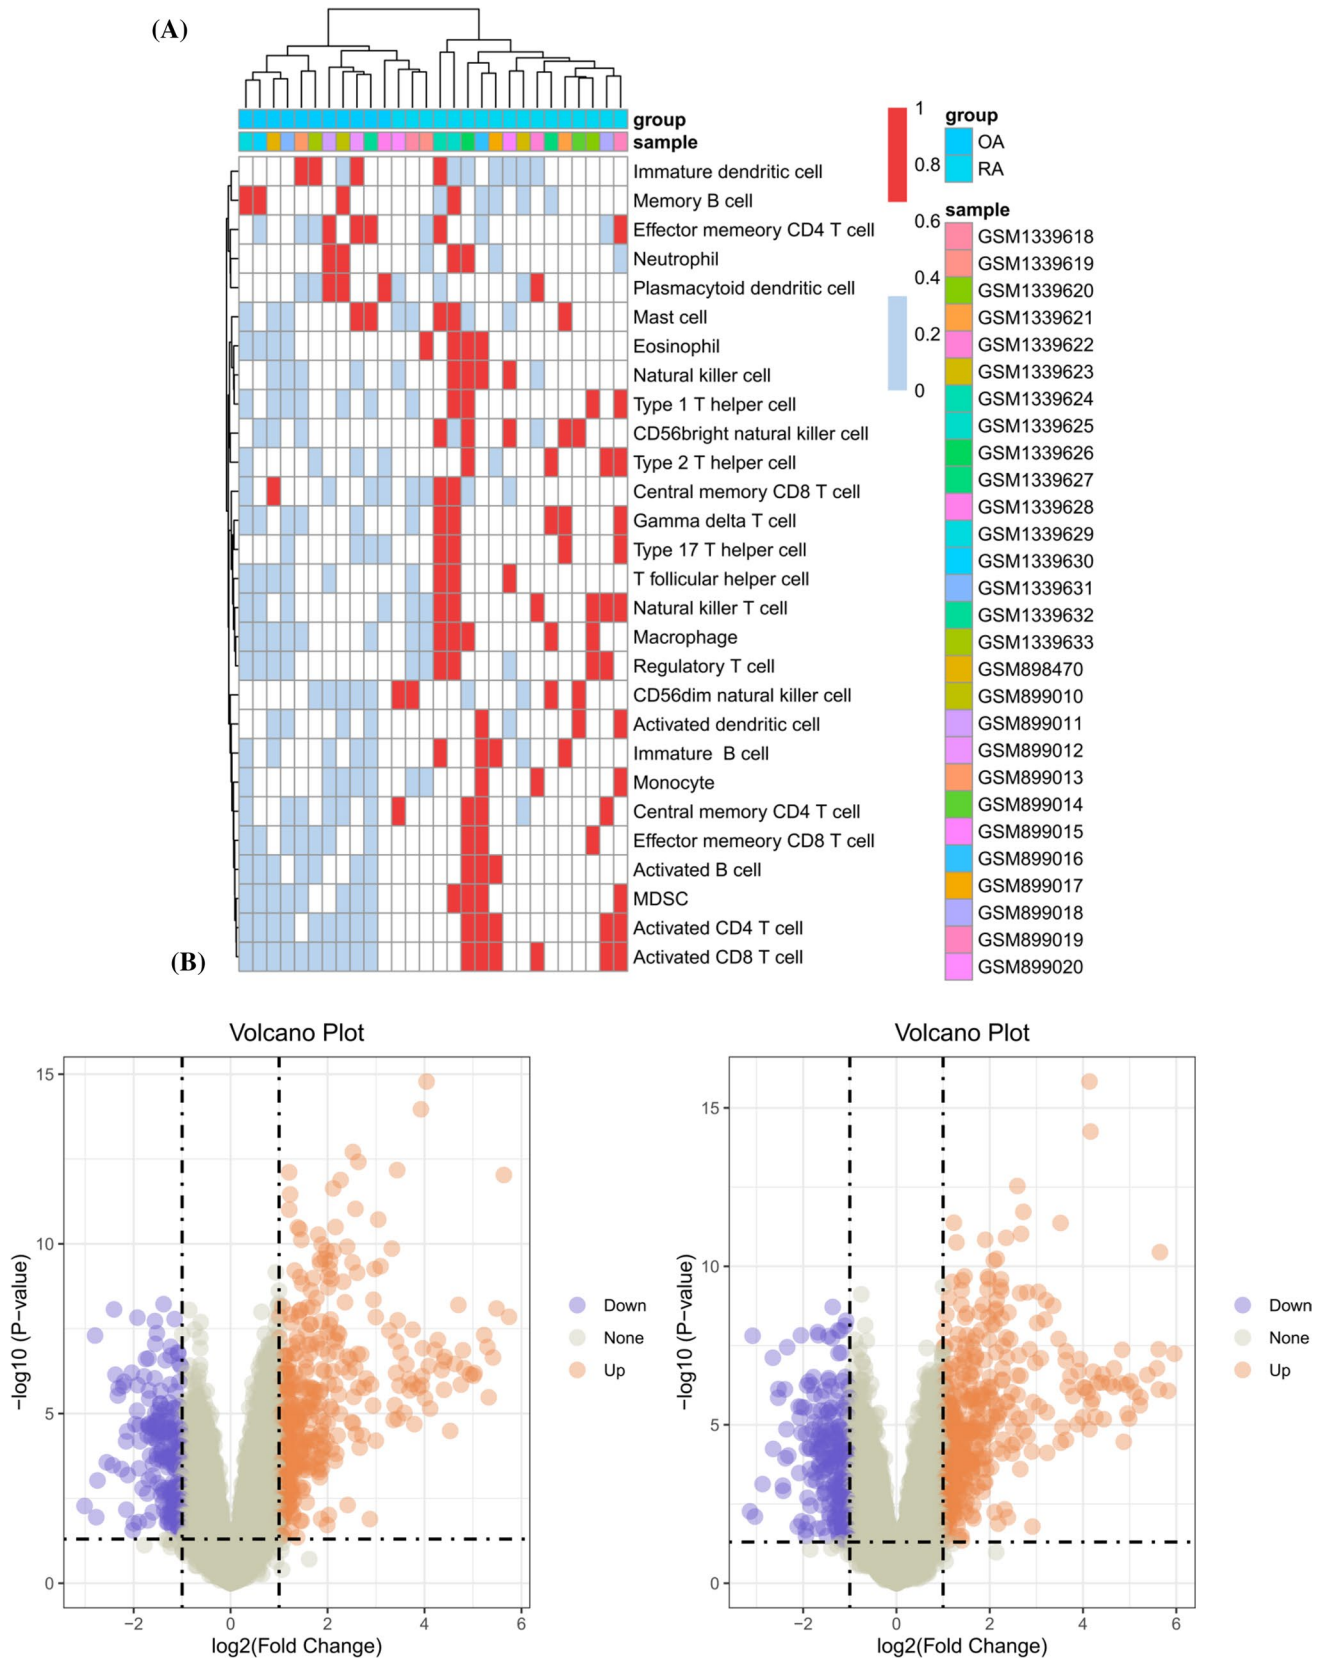 (A)
group
sample
Immature dendritic cell
Memory B cell
Effector memeory CD4 T cell
Neutrophil
Plasmacytoid dendritic cell
Mast cell
Eosinophil
Natural killer cell
Type 1 T helper cell
CD56bright natural killer cell
Type 2 T helper cell
Central memory CD8 T cell
Gamma delta T cell
Type 17 T helper cell
T follicular helper cell
Natural killer T cell
Macrophage
Regulatory T cell
CD56dim natural killer cell
Activated dendritic cell
Immature  B cell
Monocyte
Central memory CD4 T cell
Effector memeory CD8 T cell
Activated B cell
MDSC
Activated CD4 T cell
Activated CD8 T cell
1
0.8
0.6
0.4
0.2
0
group
OA
RA
sample
GSM1339618
GSM1339619
GSM1339620
GSM1339621
GSM1339622
GSM1339623
GSM1339624
GSM1339625
GSM1339626
GSM1339627
GSM1339628
GSM1339629
GSM1339630
GSM1339631
GSM1339632
GSM1339633
GSM898470
GSM899010
GSM899011
GSM899012
GSM899013
GSM899014
GSM899015
GSM899016
GSM899017
GSM899018
GSM899019
GSM899020
(B)
Volcano Plot
−log10 (P−value)
15
10
5
0
−2 0 2 4 6
log2(Fold Change)
Down
None
Up
Volcano Plot
−log10 (P−value)
15
10
5
0
−2 0 2 4 6
log2(Fold Change)
Down
None
Up